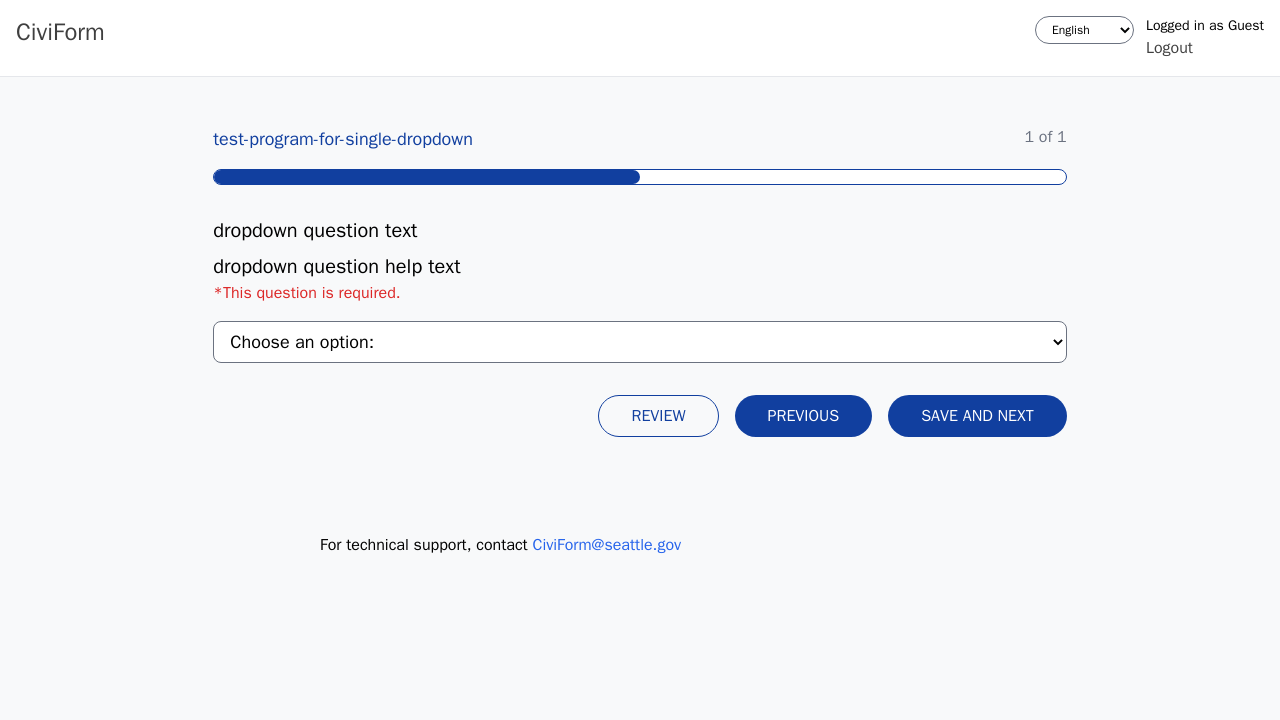 CiviForm
English
Logged in as Guest
Logout
test-program-for-single-dropdown
1 of 1
dropdown question text
dropdown question help text
*This question is required.
Choose an option:
REVIEW
PREVIOUS
SAVE AND NEXT
For technical support, contact CiviForm@seattle.gov